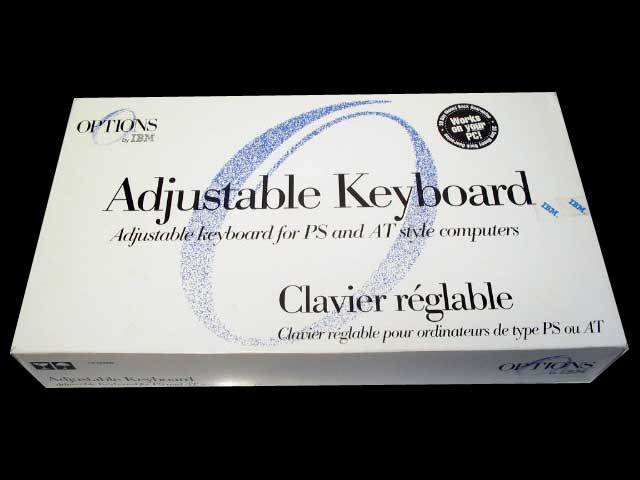 OPTIONS
by IBM
Works
on your
PC!
Adjustable Keyboard
Adjustable keyboard for PS and AT style computers
IBM.
IBM.
Clavier réglable
Clavier réglable pour ordinateurs de type PS ou AT
Adjustable Keyboard
OPTIONS
by IBM